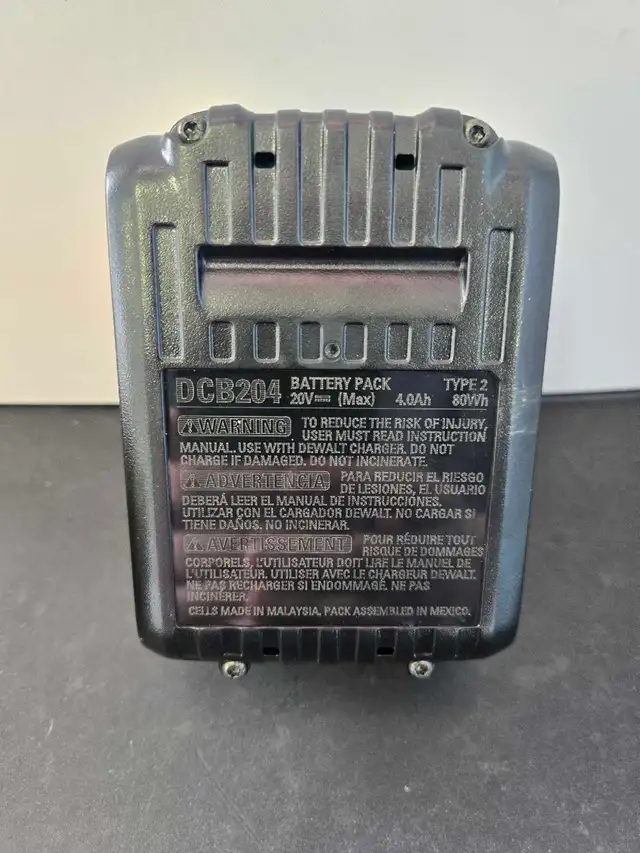 DCB204 BATTERY PACK TYPE 2
20V⎓ (Max) 4.0Ah 80Wh
⚠WARNING TO REDUCE THE RISK OF INJURY,
USER MUST READ INSTRUCTION
MANUAL. USE WITH DEWALT CHARGER. DO NOT
CHARGE IF DAMAGED. DO NOT INCINERATE.
⚠ADVERTENCIA PARA REDUCIR EL RIESGO
DE LESIONES, EL USUARIO
DEBERÁ LEER EL MANUAL DE INSTRUCCIONES.
UTILIZAR CON EL CARGADOR DEWALT. NO CARGAR SI
TIENE DAÑOS. NO INCINERAR.
⚠AVERTISSEMENT POUR RÉDUIRE TOUT
RISQUE DE DOMMAGES
CORPORELS, L'UTILISATEUR DOIT LIRE LE MANUEL DE
L'UTILISATEUR. UTILISER AVEC LE CHARGEUR DEWALT.
NE PAS RECHARGER SI ENDOMMAGÉ. NE PAS
INCINÉRER.
CELLS MADE IN MALAYSIA. PACK ASSEMBLED IN MEXICO.